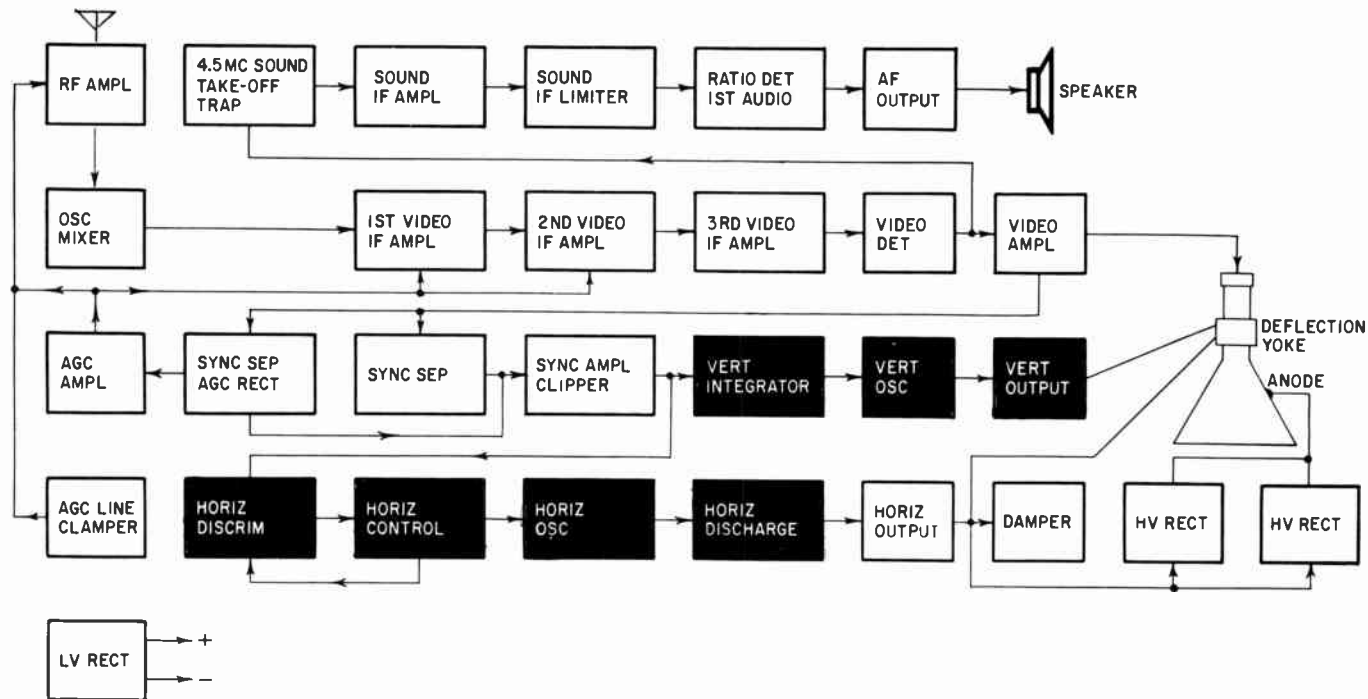 RF AMPL
4.5 MC SOUND
TAKE-OFF
TRAP
SOUND
IF AMPL
SOUND
IF LIMITER
RATIO DET
1ST AUDIO
AF
OUTPUT
SPEAKER
OSC
MIXER
1ST VIDEO
IF AMPL
2ND VIDEO
IF AMPL
3RD VIDEO
IF AMPL
VIDEO
DET
VIDEO
AMPL
DEFLECTION
YOKE
ANODE
AGC
AMPL
SYNC SEP
AGC RECT
SYNC SEP
SYNC AMPL
CLIPPER
VERT
INTEGRATOR
VERT
OSC
VERT
OUTPUT
AGC LINE
CLAMPER
HORIZ
DISCRIM
HORIZ
CONTROL
HORIZ
OSC
HORIZ
DISCHARGE
HORIZ
OUTPUT
DAMPER
HV RECT
HV RECT
LV RECT
+
−